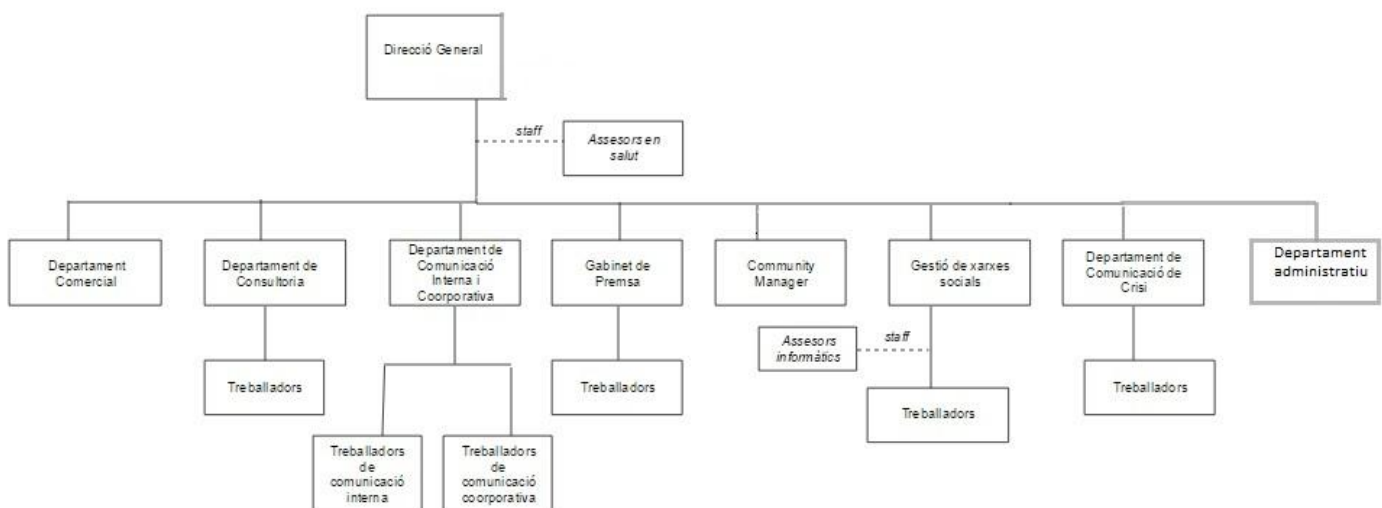 Direcció General
staff
Assesors en
salut
Departament
Comercial
Departament de
Consultoria
Departament de
Comunicació
Interna i
Coorporativa
Gabinet de
Premsa
Community
Manager
Gestió de xarxes
socials
Departament de
Comunicació de
Crisi
Departament
administratiu
Treballadors
Treballadors
Assesors
informàtics
staff
Treballadors
Treballadors
Treballadors
de
comunicació
interna
Treballadors
de
comunicació
coorporativa